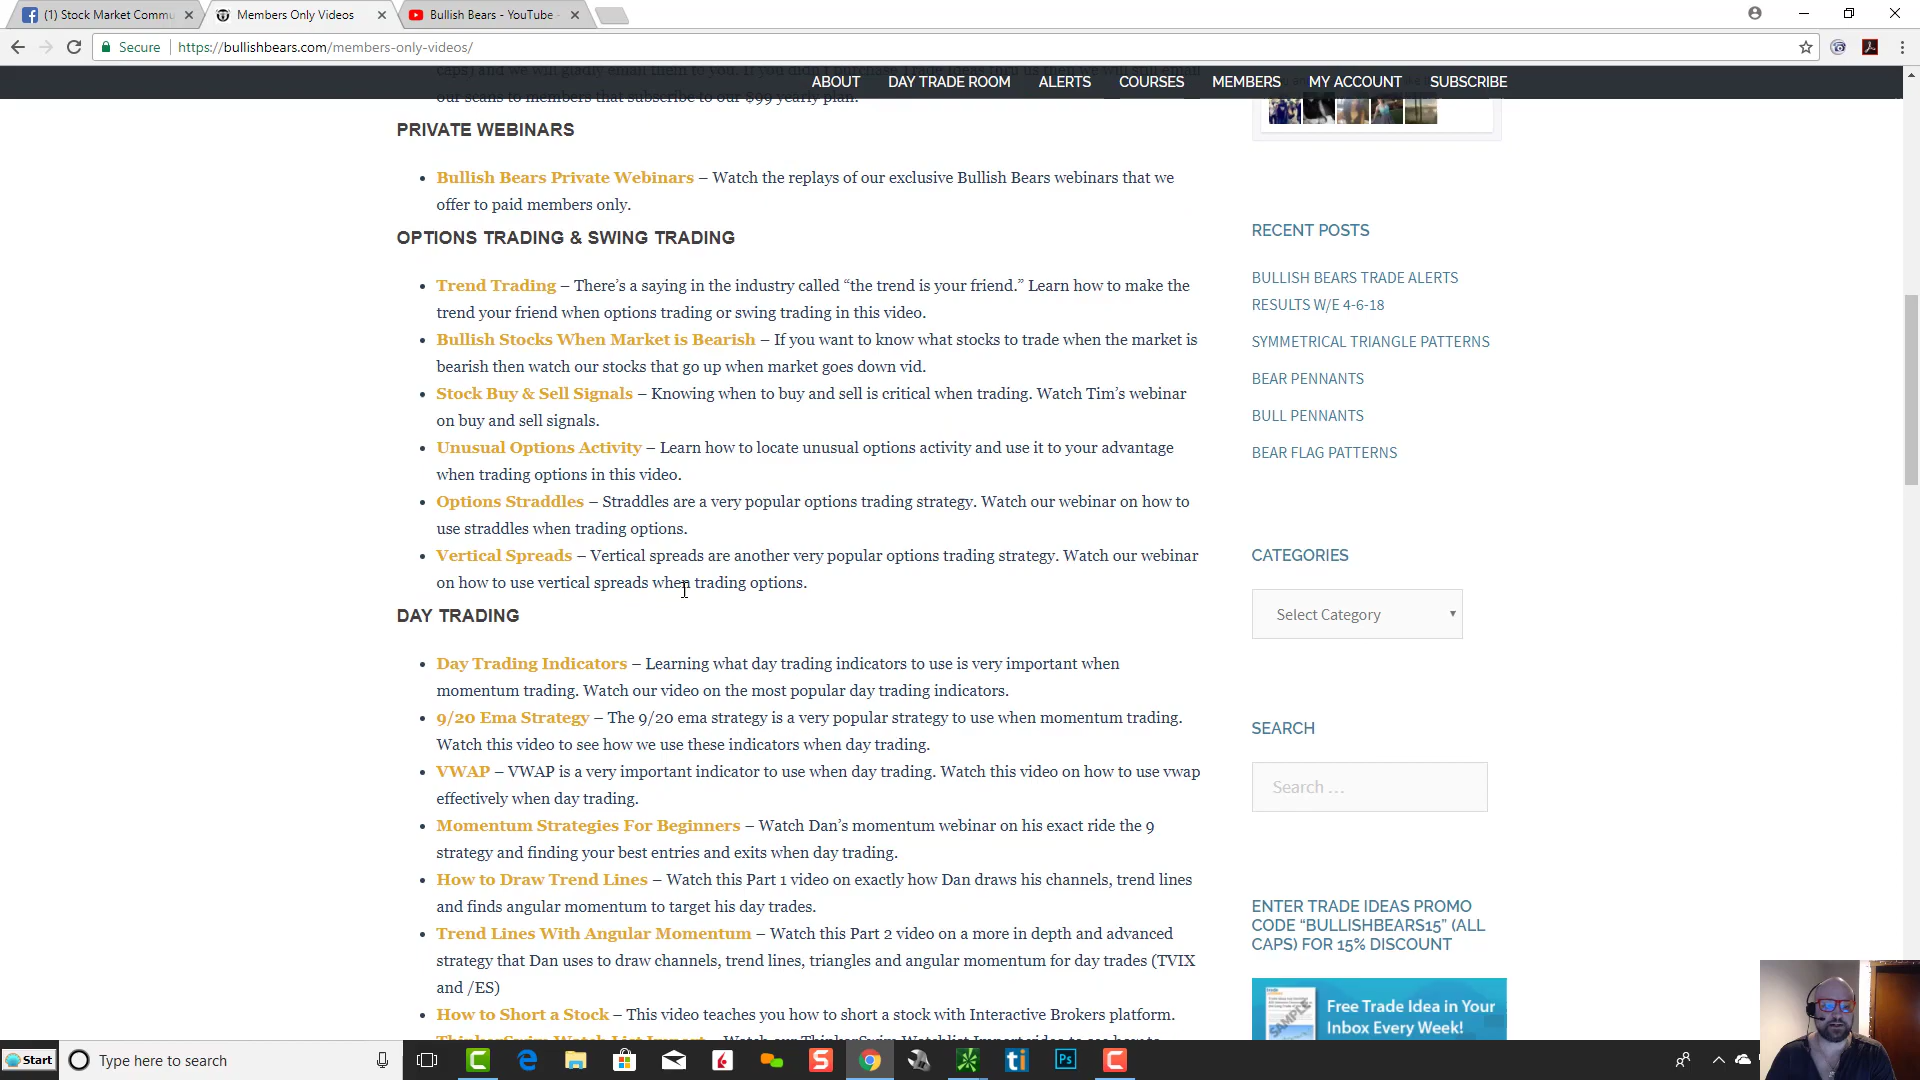 (1) Stock Market Commu
Members Only Videos
Bullish Bears - YouTube
Secure
https://bullishbears.com/members-only-videos/
ABOUT
DAY TRADE ROOM
ALERTS
COURSES
MEMBERS
MY ACCOUNT
SUBSCRIBE
our scans to members that subscribe to our $99 yearly plan.
PRIVATE WEBINARS
• Bullish Bears Private Webinars – Watch the replays of our exclusive Bullish Bears webinars that we
offer to paid members only.
OPTIONS TRADING & SWING TRADING
• Trend Trading – There’s a saying in the industry called “the trend is your friend.” Learn how to make the
trend your friend when options trading or swing trading in this video.
• Bullish Stocks When Market is Bearish – If you want to know what stocks to trade when the market is
bearish then watch our stocks that go up when market goes down vid.
• Stock Buy & Sell Signals – Knowing when to buy and sell is critical when trading. Watch Tim’s webinar
on buy and sell signals.
• Unusual Options Activity – Learn how to locate unusual options activity and use it to your advantage
when trading options in this video.
• Options Straddles – Straddles are a very popular options trading strategy. Watch our webinar on how to
use straddles when trading options.
• Vertical Spreads – Vertical spreads are another very popular options trading strategy. Watch our webinar
on how to use vertical spreads when trading options.
DAY TRADING
• Day Trading Indicators – Learning what day trading indicators to use is very important when
momentum trading. Watch our video on the most popular day trading indicators.
• 9/20 Ema Strategy – The 9/20 ema strategy is a very popular strategy to use when momentum trading.
Watch this video to see how we use these indicators when day trading.
• VWAP – VWAP is a very important indicator to use when day trading. Watch this video on how to use vwap
effectively when day trading.
• Momentum Strategies For Beginners – Watch Dan’s momentum webinar on his exact ride the 9
strategy and finding your best entries and exits when day trading.
• How to Draw Trend Lines – Watch this Part 1 video on exactly how Dan draws his channels, trend lines
and finds angular momentum to target his day trades.
• Trend Lines With Angular Momentum – Watch this Part 2 video on a more in depth and advanced
strategy that Dan uses to draw channels, trend lines, triangles and angular momentum for day trades (TVIX
and /ES)
• How to Short a Stock – This video teaches you how to short a stock with Interactive Brokers platform.
RECENT POSTS
BULLISH BEARS TRADE ALERTS
RESULTS W/E 4-6-18
SYMMETRICAL TRIANGLE PATTERNS
BEAR PENNANTS
BULL PENNANTS
BEAR FLAG PATTERNS
CATEGORIES
Select Category
SEARCH
Search …
ENTER TRADE IDEAS PROMO
CODE “BULLISHBEARS15” (ALL
CAPS) FOR 15% DISCOUNT
SAMPLE
Free Trade Idea in Your
Inbox Every Week!
Start
Type here to search